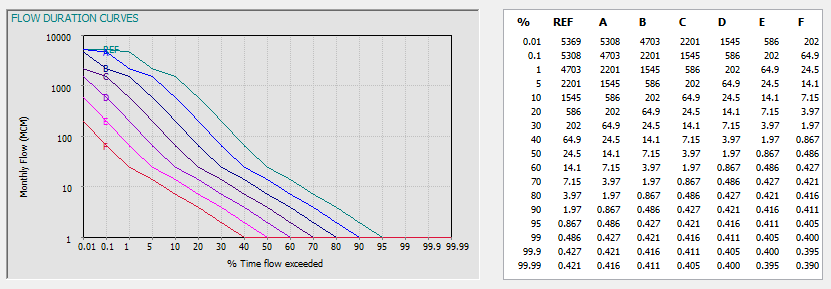 FLOW DURATION CURVES
10000
1000
100
10
1
Monthly Flow (MCM)
REF
A
B
C
D
E
F
0.01 0.1 1 5 10 20 30 40 50 60 70 80 90 95 99 99.9 99.99
% Time flow exceeded
% REF A B C D E F
0.01 5369 5308 4703 2201 1545 586 202
0.1 5308 4703 2201 1545 586 202 64.9
1 4703 2201 1545 586 202 64.9 24.5
5 2201 1545 586 202 64.9 24.5 14.1
10 1545 586 202 64.9 24.5 14.1 7.15
20 586 202 64.9 24.5 14.1 7.15 3.97
30 202 64.9 24.5 14.1 7.15 3.97 1.97
40 64.9 24.5 14.1 7.15 3.97 1.97 0.867
50 24.5 14.1 7.15 3.97 1.97 0.867 0.486
60 14.1 7.15 3.97 1.97 0.867 0.486 0.427
70 7.15 3.97 1.97 0.867 0.486 0.427 0.421
80 3.97 1.97 0.867 0.486 0.427 0.421 0.416
90 1.97 0.867 0.486 0.427 0.421 0.416 0.411
95 0.867 0.486 0.427 0.421 0.416 0.411 0.405
99 0.486 0.427 0.421 0.416 0.411 0.405 0.400
99.9 0.427 0.421 0.416 0.411 0.405 0.400 0.395
99.99 0.421 0.416 0.411 0.405 0.400 0.395 0.390